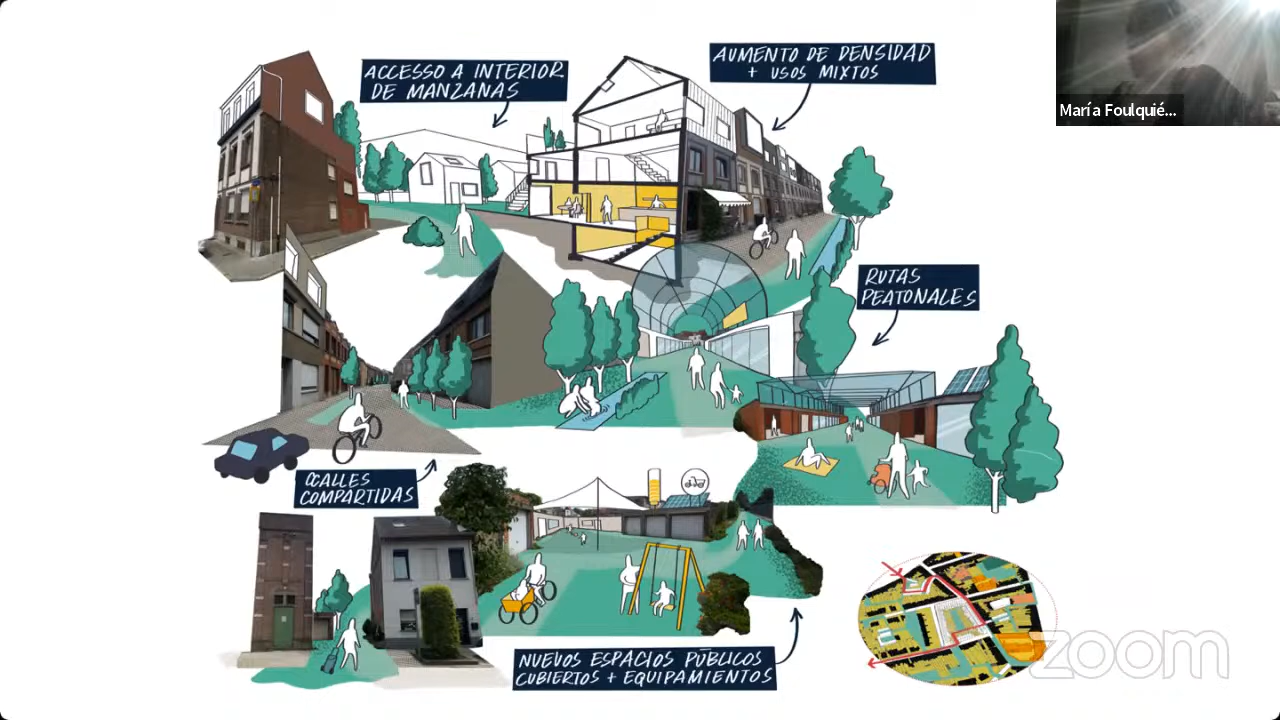 AUMENTO DE DENSIDAD
+ USOS MIXTOS
ACCESSO A INTERIOR
DE MANZANAS
María Foulquié...
RUTAS
PEATONALES
CCALLES
COMPARTIDAS
NUEVOS ESPACIOS PÚBLICOS
CUBIERTOS + EQUIPAMIENTOS
zoom